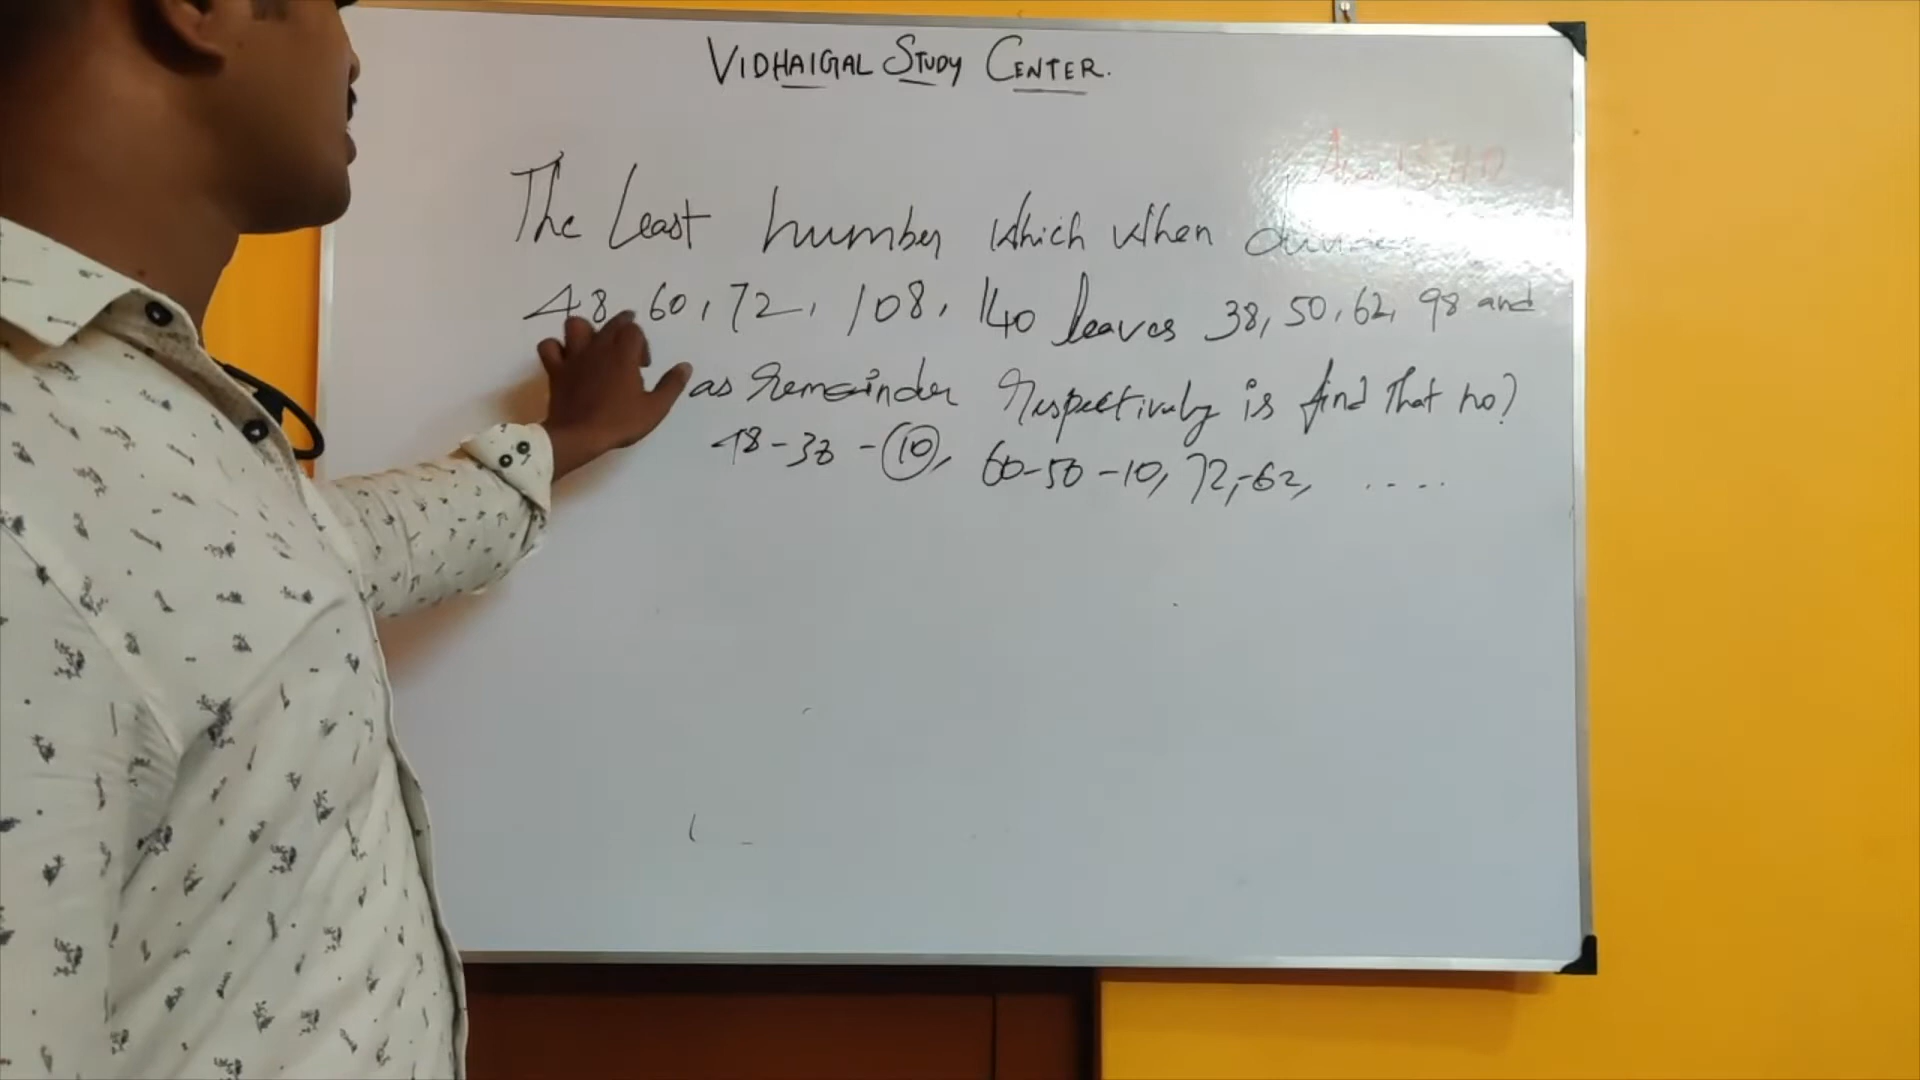 VIDHAIGAL STUDY CENTER.
The least number which when
48, 60, 72, 108, 140 leaves 38, 50, 62, 98 and
as remainder respectively is find that no?
48-38-10, 60-50-10, 72-62, ....